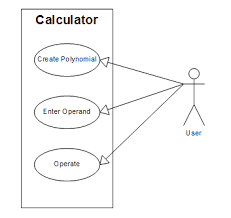 Calculator
Create Polynomial
Enter Operand
User
Operate